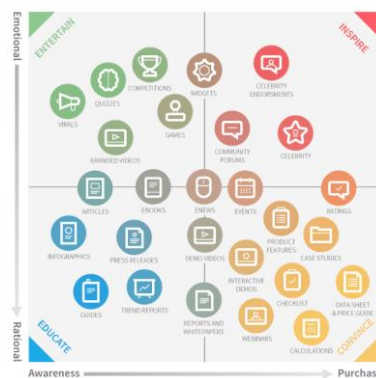 Emotional
ENTERTAIN
INSPIRE
COMPETITIONS
WIDGETS
CELEBRITY
ENDORSMENTS
QUIZZES
VIRALS
GAMES
BRANDED VIDEOS
COMMUNITY
FORUMS
CELEBRITY
ARTICLES
EBOOKS
ENEWS
EVENTS
RATINGS
INFOGRAPHICS
PRESS RELEASES
DEMO VIDEOS
PRODUCT
FEATURES
CASE STUDIES
INTERACTIVE
DEMOS
GUIDES
TREND REPORTS
REPORTS AND
WHITEPAPERS
CHECKLIST
DATA SHEET
& PRICE GUIDE
WEBINARS
CALCULATIONS
Rational
EDUCATE
CONVINCE
Awareness
Purchas